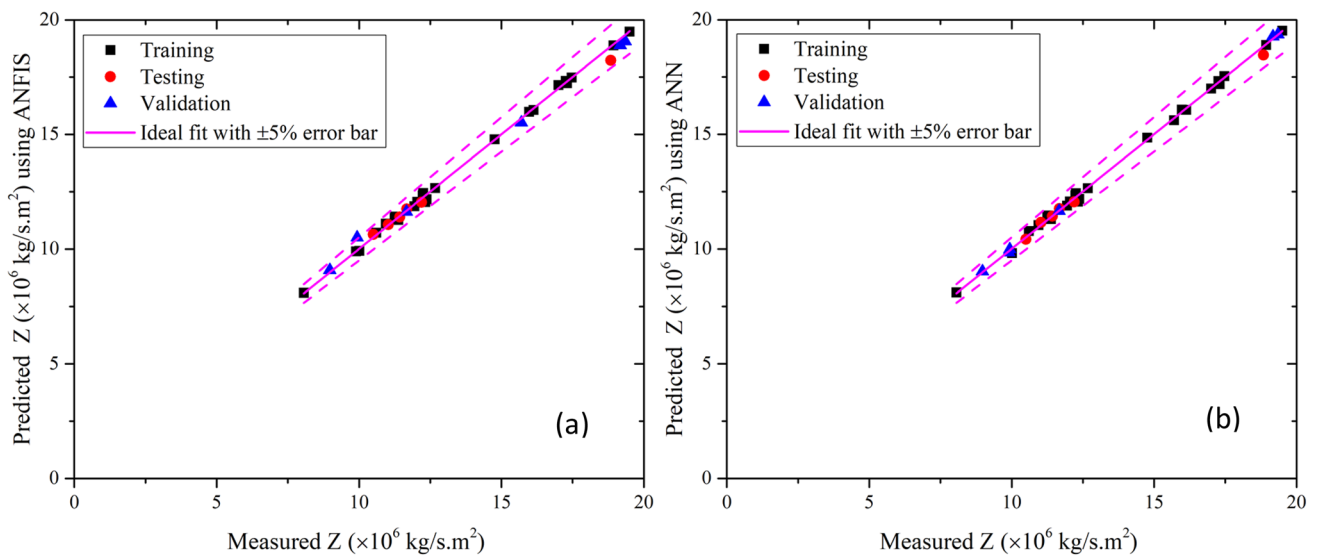 20
15
10
5
0
Predicted Z (×10⁶ kg/s.m²) using ANFIS
Training
Testing
Validation
Ideal fit with ±5% error bar
(a)
0
5
10
15
20
Measured Z (×10⁶ kg/s.m²)
20
15
10
5
0
Predicted Z (×10⁶ kg/s.m²) using ANN
Training
Testing
Validation
Ideal fit with ±5% error bar
(b)
0
5
10
15
20
Measured Z (×10⁶ kg/s.m²)